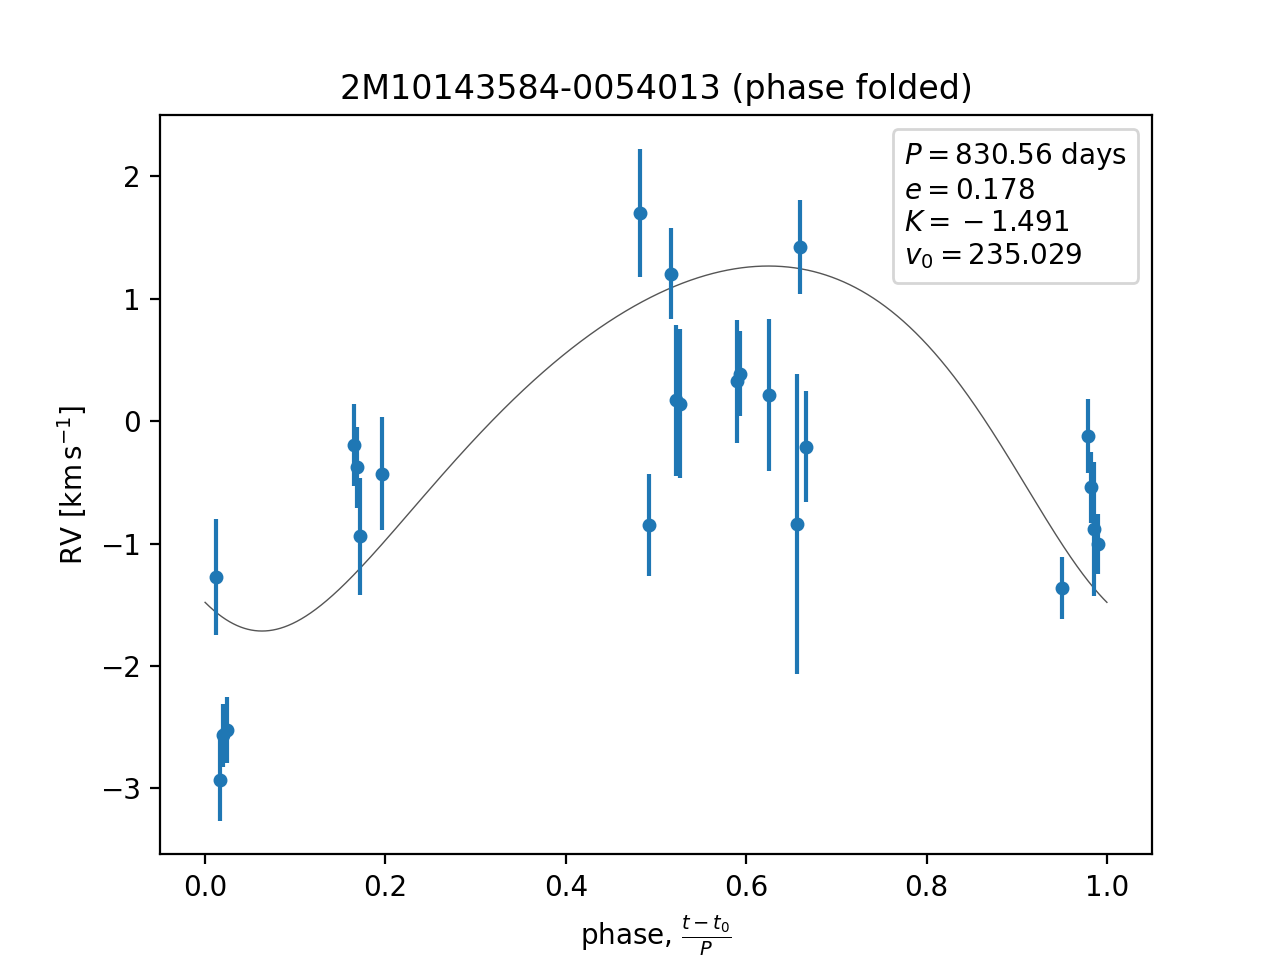 2M10143584-0054013 (phase folded)
P = 830.56 days
e = 0.178
K = −1.491
v₀ = 235.029
RV [km s⁻¹]
2
1
0
−1
−2
−3
0.0 0.2 0.4 0.6 0.8 1.0
phase, (t − t₀)/P